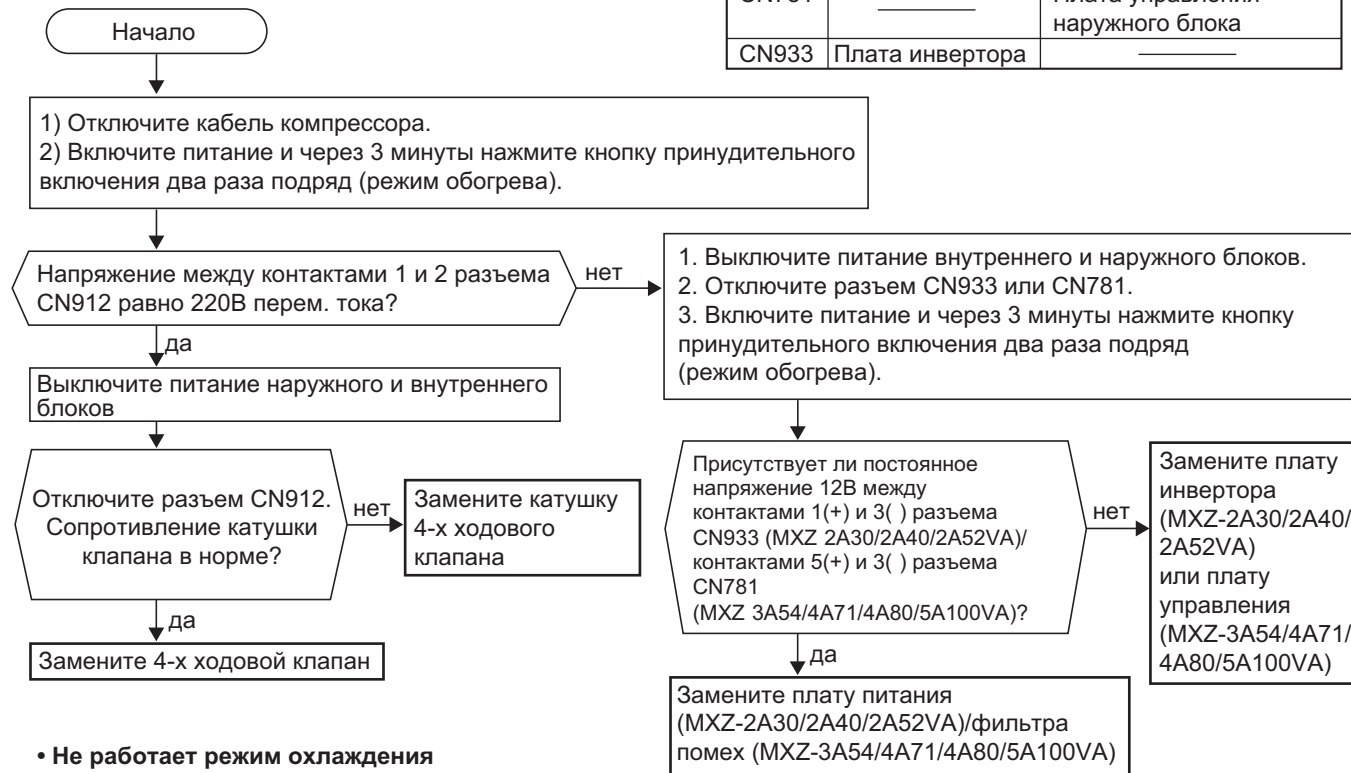 Плата управления
наружного блока
CN933
Плата инвертора
Начало
1) Отключите кабель компрессора.
2) Включите питание и через 3 минуты нажмите кнопку принудительного
включения два раза подряд (режим обогрева).
Напряжение между контактами 1 и 2 разъема
CN912 равно 220В перем. тока?
нет
да
1. Выключите питание внутреннего и наружного блоков.
2. Отключите разъем CN933 или CN781.
3. Включите питание и через 3 минуты нажмите кнопку
принудительного включения два раза подряд
(режим обогрева).
Выключите питание наружного и внутреннего
блоков
Отключите разъем CN912.
Сопротивление катушки
клапана в норме?
нет
да
Замените катушку
4-х ходового
клапана
Замените 4-х ходовой клапан
Присутствует ли постоянное
напряжение 12В между
контактами 1(+) и 3( ) разъема
CN933 (MXZ 2A30/2A40/2A52VA)/
контактами 5(+) и 3( ) разъема
CN781
(MXZ 3A54/4A71/4A80/5A100VA)?
нет
да
Замените плату
инвертора
(MXZ-2A30/2A40/
2A52VA)
или плату
управления
(MXZ-3A54/4A71/
4A80/5A100VA)
Замените плату питания
(MXZ-2A30/2A40/2A52VA)/фильтра
помех (MXZ-3A54/4A71/4A80/5A100VA)
• Не работает режим охлаждения